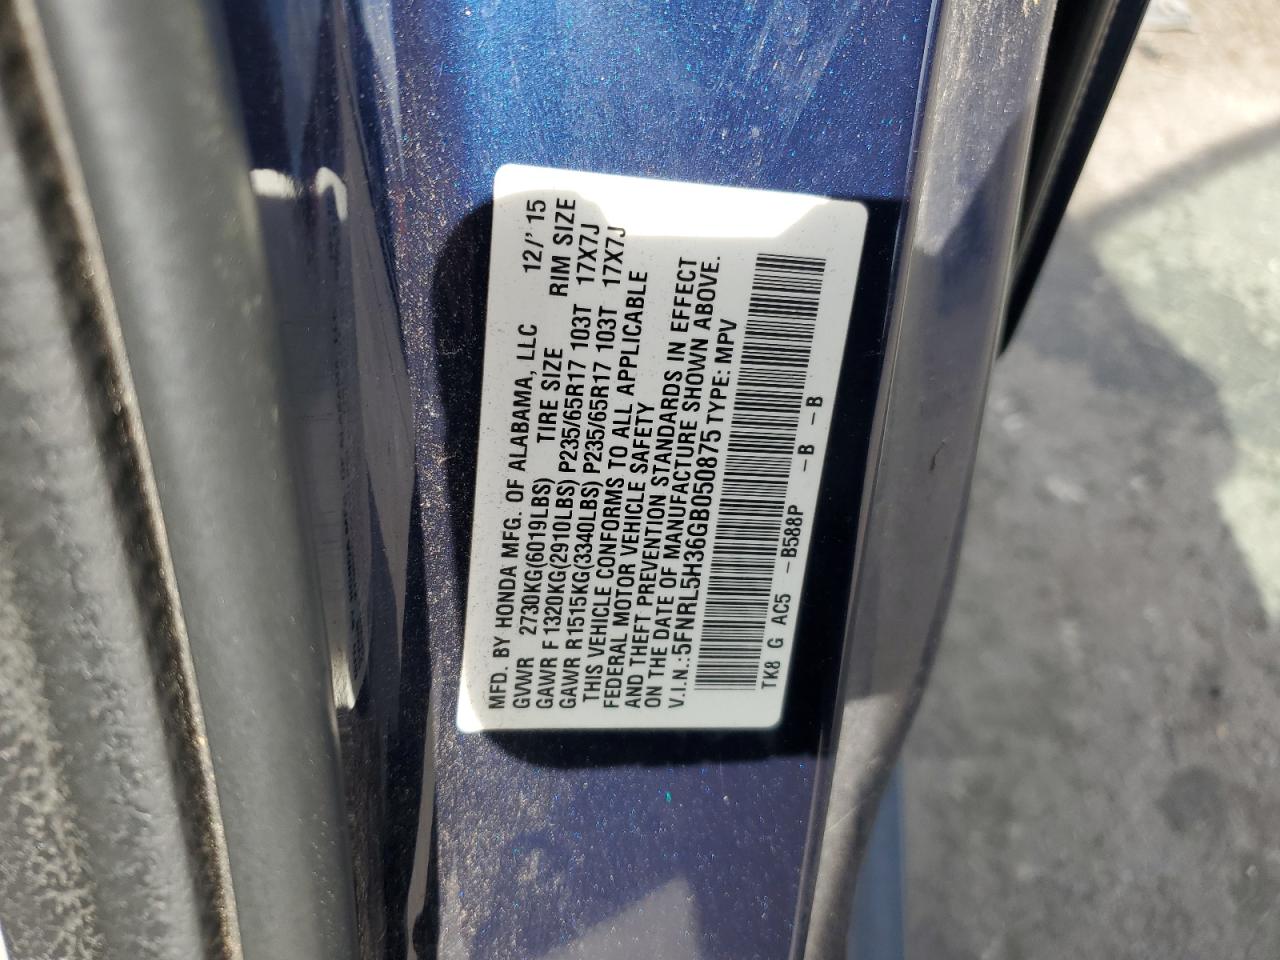 MFD. BY HONDA MFG. OF ALABAMA, LLC 12/'15
GVWR 2730KG(6019LBS) TIRE SIZE RIM SIZE
GAWR F 1320KG(2910LBS) P235/65R17 103T 17X7J
GAWR R 1515KG(3340LBS) P235/65R17 103T 17X7J
THIS VEHICLE CONFORMS TO ALL APPLICABLE
FEDERAL MOTOR VEHICLE SAFETY
AND THEFT PREVENTION STANDARDS IN EFFECT
ON THE DATE OF MANUFACTURE SHOWN ABOVE.
V.I.N.:5FNRL5H36GB050875 TYPE: MPV
TK8 G AC5 -B588P -B -B